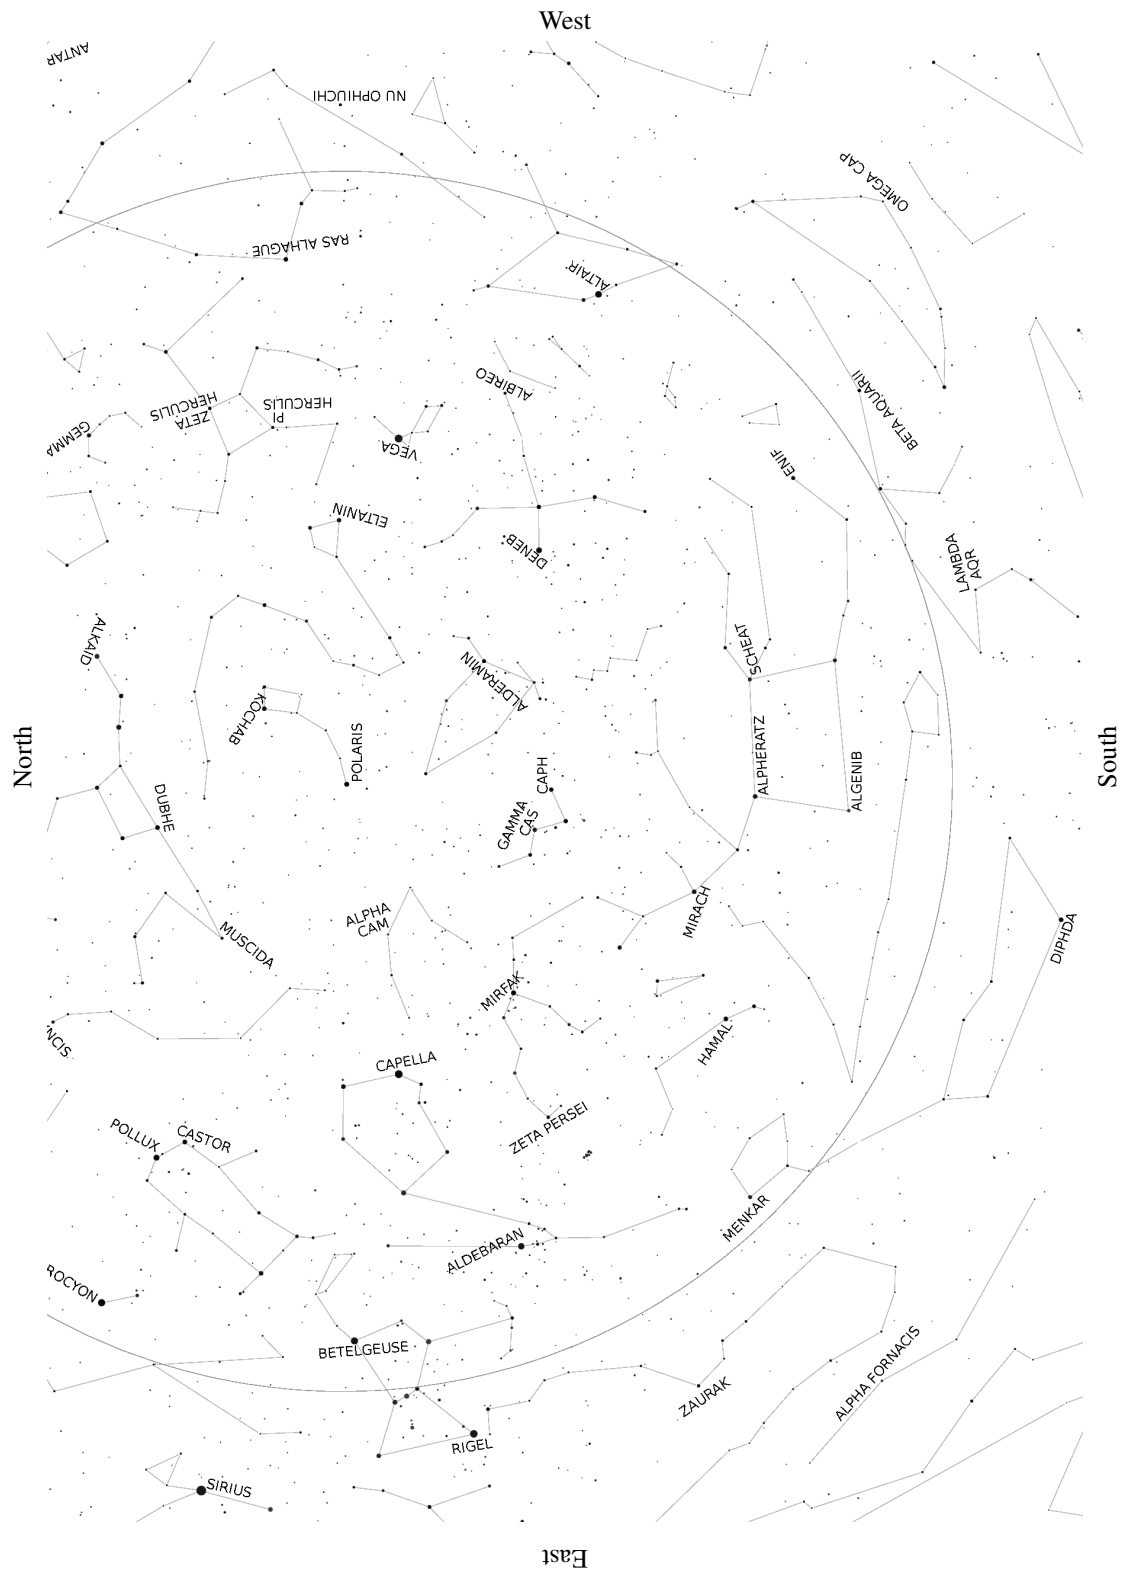 West
ANTAR
NU OPHIUCHI
OMEGA CAP
RAS ALHAGUE
ALTAIR
ALBIREO
BETA AQUARII
ZETA
HERCULIS
PI
HERCULIS
GEMMA
VEGA
ENIF
ELTANIN
DENEB
LAMBDA
AQR
ALKAID
SCHEAT
ALDERAMIN
KOCHAB
North
POLARIS
ALPHERATZ
CAPH
ALGENIB
South
DUBHE
GAMMA
CAS
MIRACH
ALPHA
CAM
MUSCIDA
DIPHDA
MIRFAK
NCIS
HAMAL
CAPELLA
ZETA PERSEI
POLLUX
CASTOR
MENKAR
ALDEBARAN
ROCYON
BETELGEUSE
ZAURAK
ALPHA FORNACIS
RIGEL
SIRIUS
East